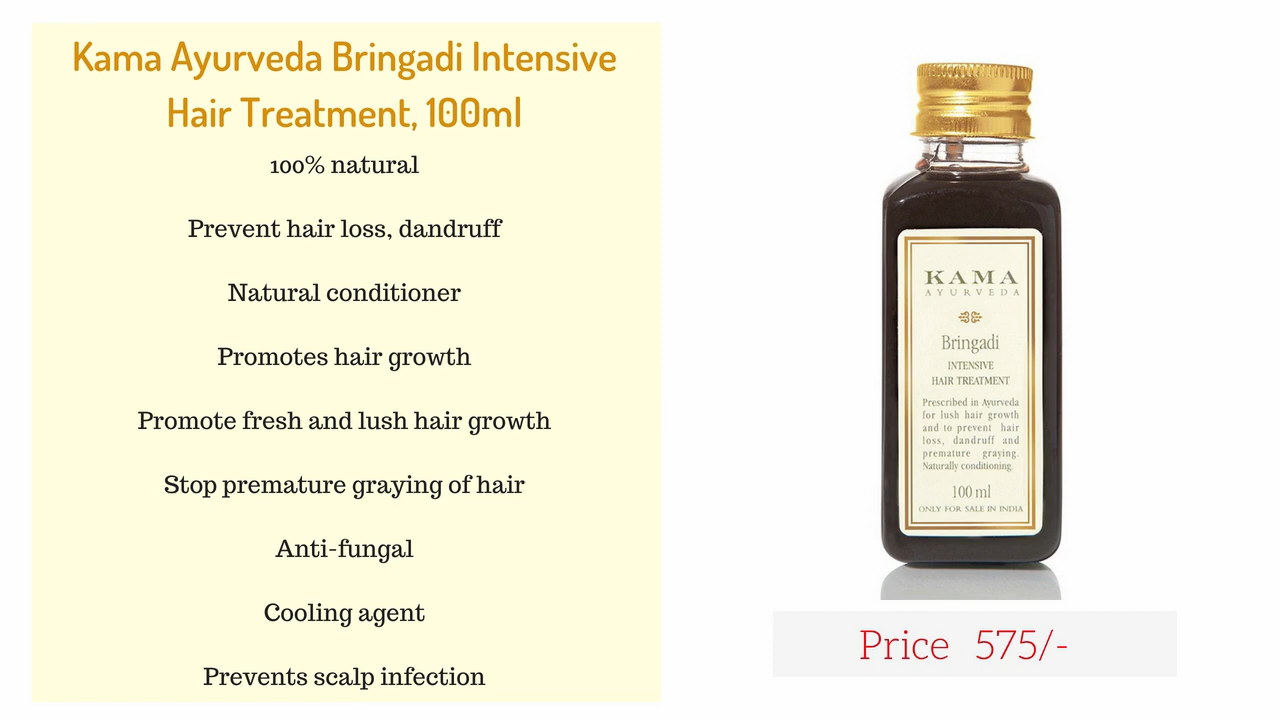 Kama Ayurveda Bringadi Intensive
Hair Treatment, 100ml
100% natural
Prevent hair loss, dandruff
Natural conditioner
Promotes hair growth
Promote fresh and lush hair growth
Stop premature graying of hair
Anti-fungal
Cooling agent
Prevents scalp infection
KAMA
AYURVEDA
Bringadi
INTENSIVE
HAIR TREATMENT
Prescribed in Ayurveda
for lush hair growth
and to prevent hair
loss, dandruff and
premature graying.
Naturally conditioning.
100 ml
ONLY FOR SALE IN INDIA
Price 575/-